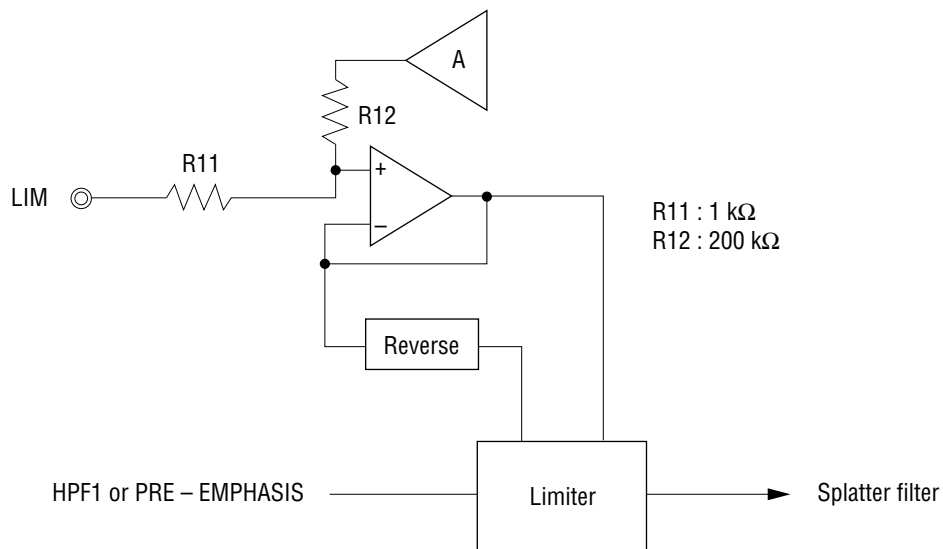 A
R12
R11
+
LIM
R11 : 1 kΩ
R12 : 200 kΩ
–
Reverse
HPF1 or PRE – EMPHASIS
Limiter
Splatter filter